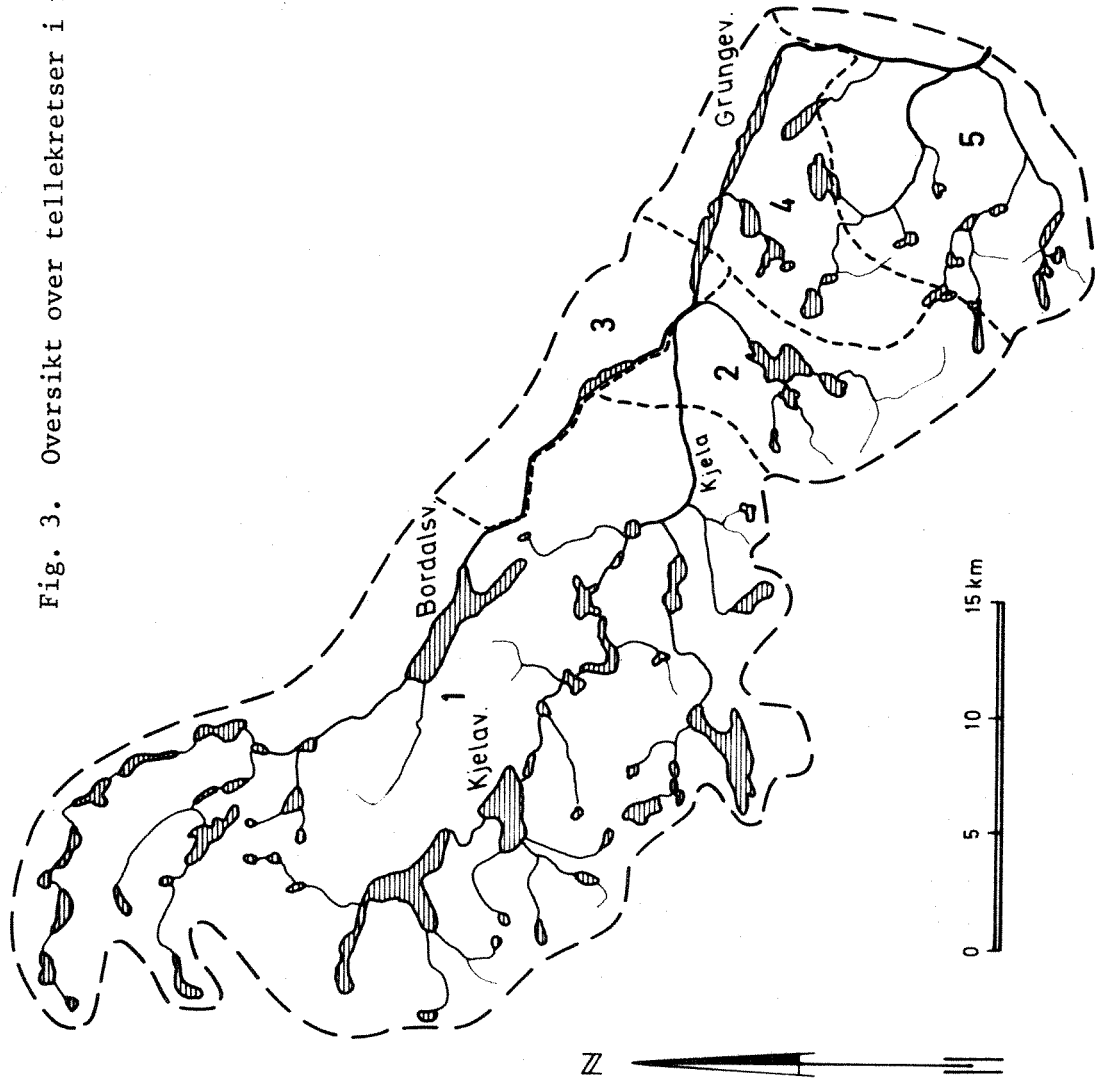 Fig. 3. Oversikt over tellekretser i
Grungev.
Bordalsv.
Kjelav.
Kjela
1
2
3
4
5
0 5 10 15 km
N